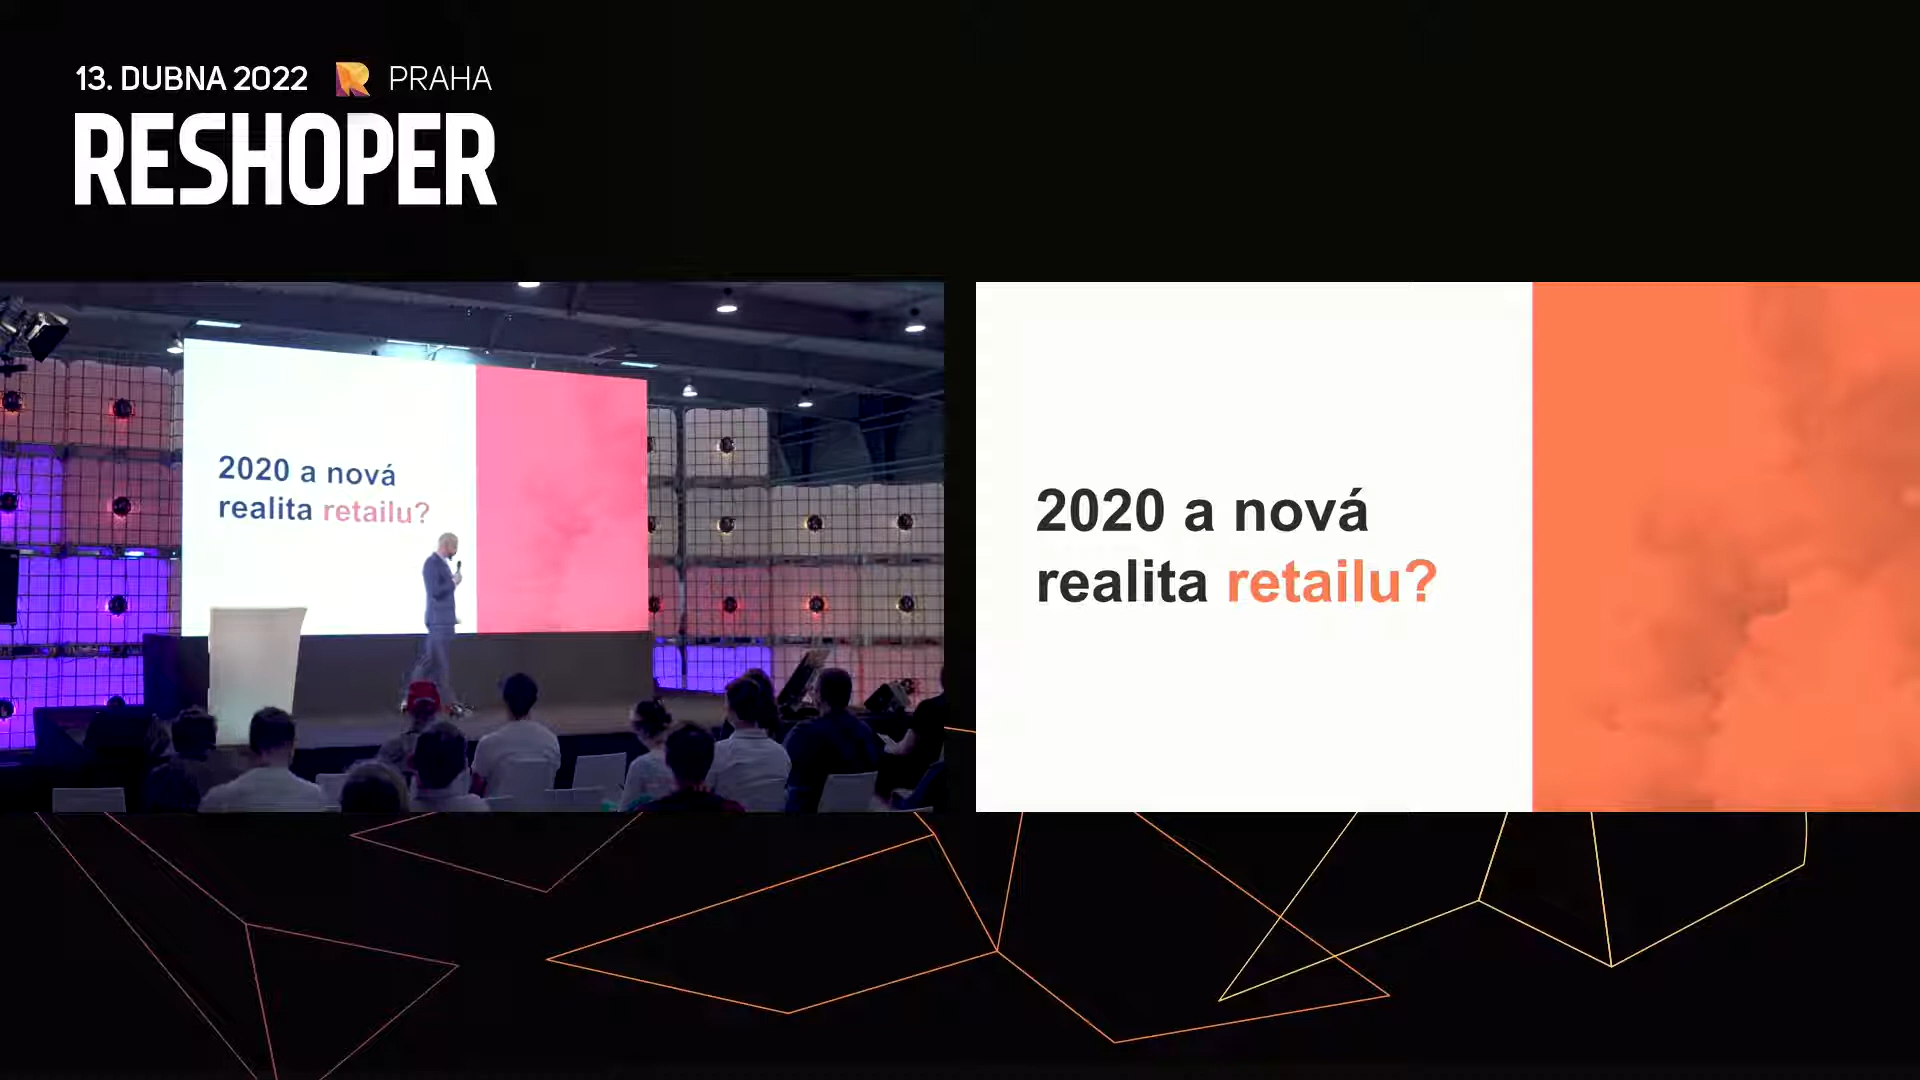 13. DUBNA 2022 PRAHA
RESHOPER
2020 a nová
realita retailu?
2020 a nová
realita retailu?